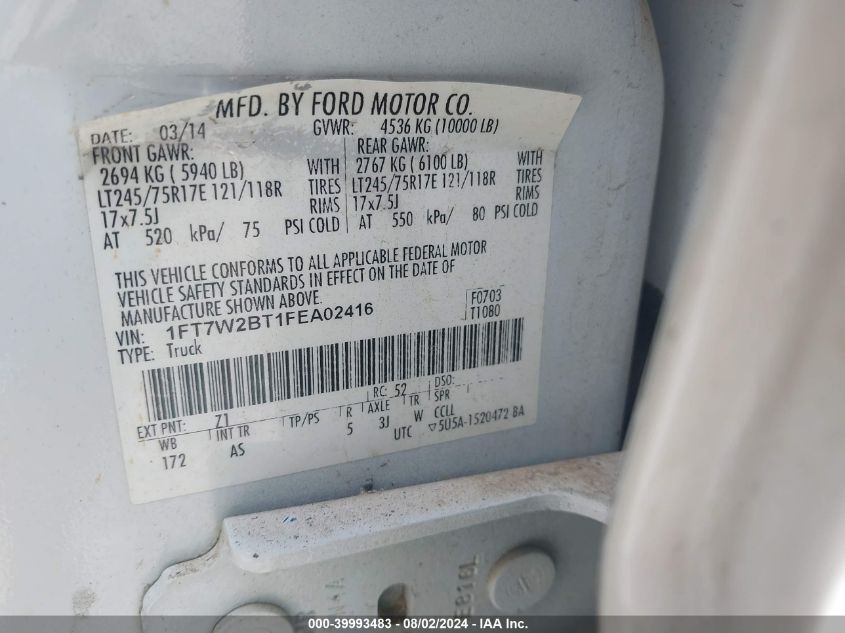 MFD. BY FORD MOTOR CO.
DATE: 03/14 GVWR: 4536 KG (10000 LB)
FRONT GAWR: REAR GAWR:
2694 KG ( 5940 LB) WITH 2767 KG ( 6100 LB) WITH
LT245/75R17E 121/118R TIRES LT245/75R17E 121/118R TIRES
17x7.5J RIMS 17x7.5J RIMS
AT 520 kPa/ 75 PSI COLD AT 550 kPa/ 80 PSI COLD
THIS VEHICLE CONFORMS TO ALL APPLICABLE FEDERAL MOTOR
VEHICLE SAFETY STANDARDS IN EFFECT ON THE DATE OF
MANUFACTURE SHOWN ABOVE. F0703
VIN: 1FT7W2BT1FEA02416 T1080
TYPE: Truck
EXT PNT: Z1 RC: 52 DSO:
WB INT TR TP/PS R AXLE TR SPR
172 AS 5 3J W CCLL
UTC 5U5A-1520472 BA
IAA-39993483 - 08/02/2024 - IAAI.com